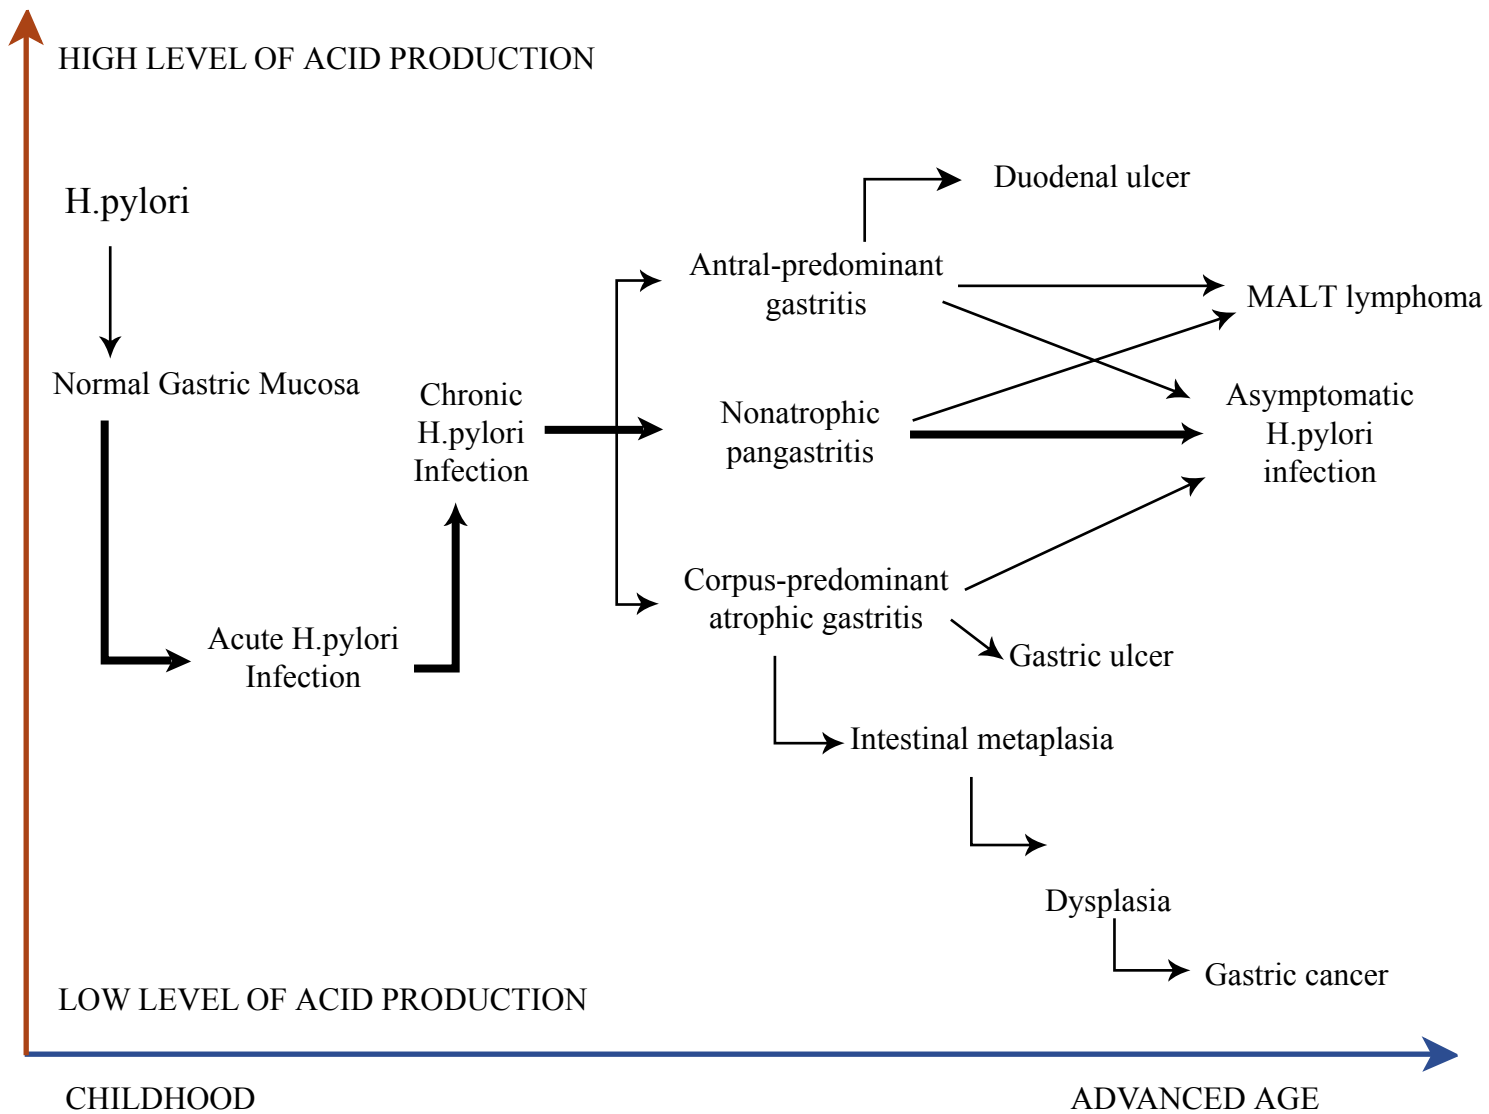 HIGH LEVEL OF ACID PRODUCTION
H.pylori
Normal Gastric Mucosa
Acute H.pylori
Infection
Chronic
H.pylori
Infection
Antral-predominant
gastritis
Nonatrophic
pangastritis
Corpus-predominant
atrophic gastritis
Duodenal ulcer
MALT lymphoma
Asymptomatic
H.pylori
infection
Gastric ulcer
Intestinal metaplasia
Dysplasia
Gastric cancer
LOW LEVEL OF ACID PRODUCTION
CHILDHOOD
ADVANCED AGE